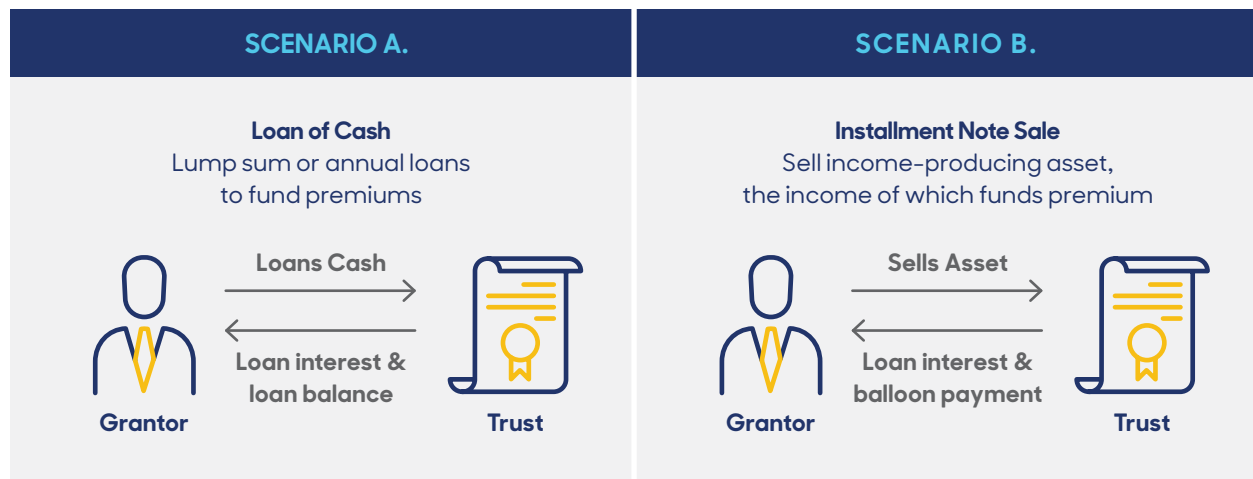 SCENARIO A.
Loan of Cash
Lump sum or annual loans
to fund premiums
Loans Cash
Loan interest &
loan balance
Grantor
Trust
SCENARIO B.
Installment Note Sale
Sell income-producing asset,
the income of which funds premium
Sells Asset
Loan interest &
balloon payment
Grantor
Trust